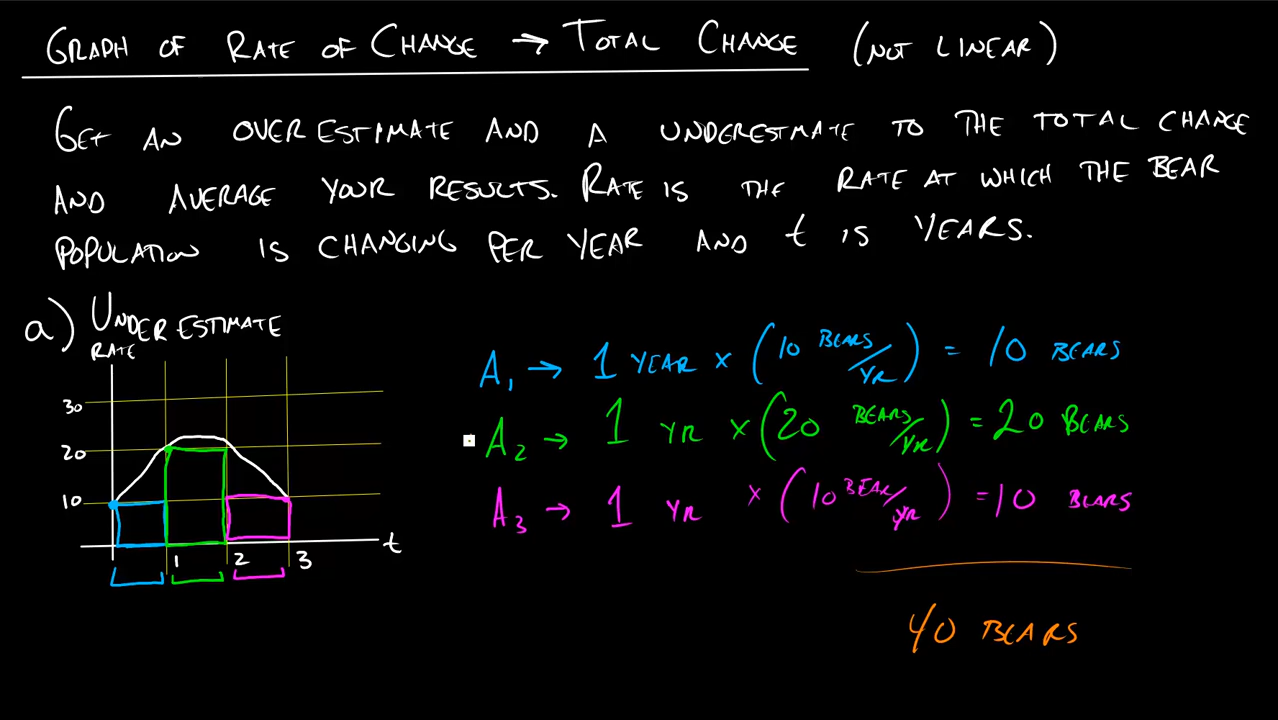 GRAPH OF RATE OF CHANGE → TOTAL CHANGE (NOT LINEAR)
GET AN OVER ESTIMATE AND A UNDERESTIMATE TO THE TOTAL CHANGE
AND AVERAGE YOUR RESULTS. RATE IS THE RATE AT WHICH THE BEAR
POPULATION IS CHANGING PER YEAR AND t IS YEARS.
a) UNDERESTIMATE
RATE
30
20
10
1 2 3 t
A₁ → 1 YEAR × (10 BEARS/YR) = 10 BEARS
A₂ → 1 YR × (20 BEARS/YR) = 20 BEARS
A₃ → 1 YR × (10 BEAR/YR) = 10 BEARS
40 BEARS